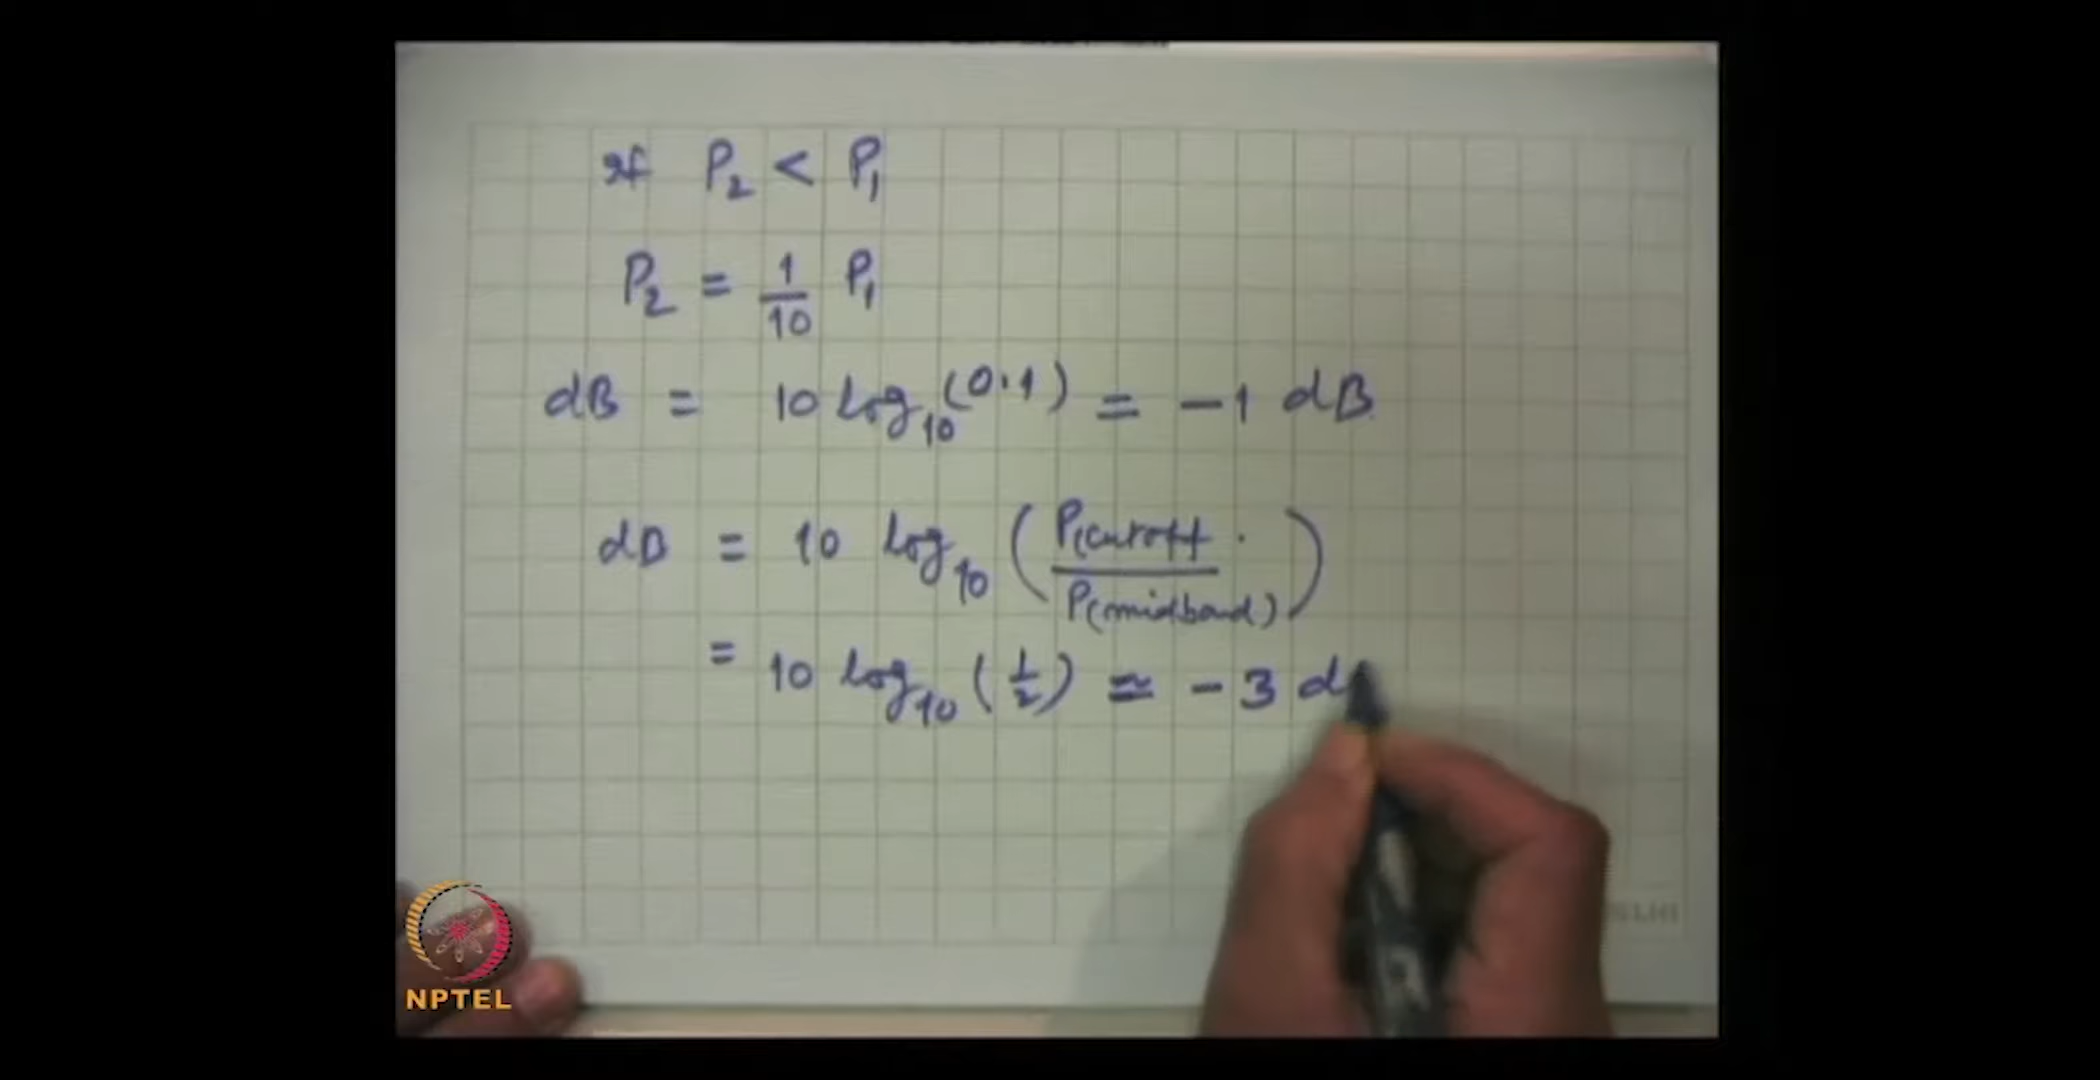 If P₂ < P₁
P₂ = 1/10 P₁
dB = 10 log₁₀ (0.1) = -1 dB
dB = 10 log₁₀ (P(cutoff / P(midband))
= 10 log₁₀ (1/2) ≃ -3 d
NPTEL